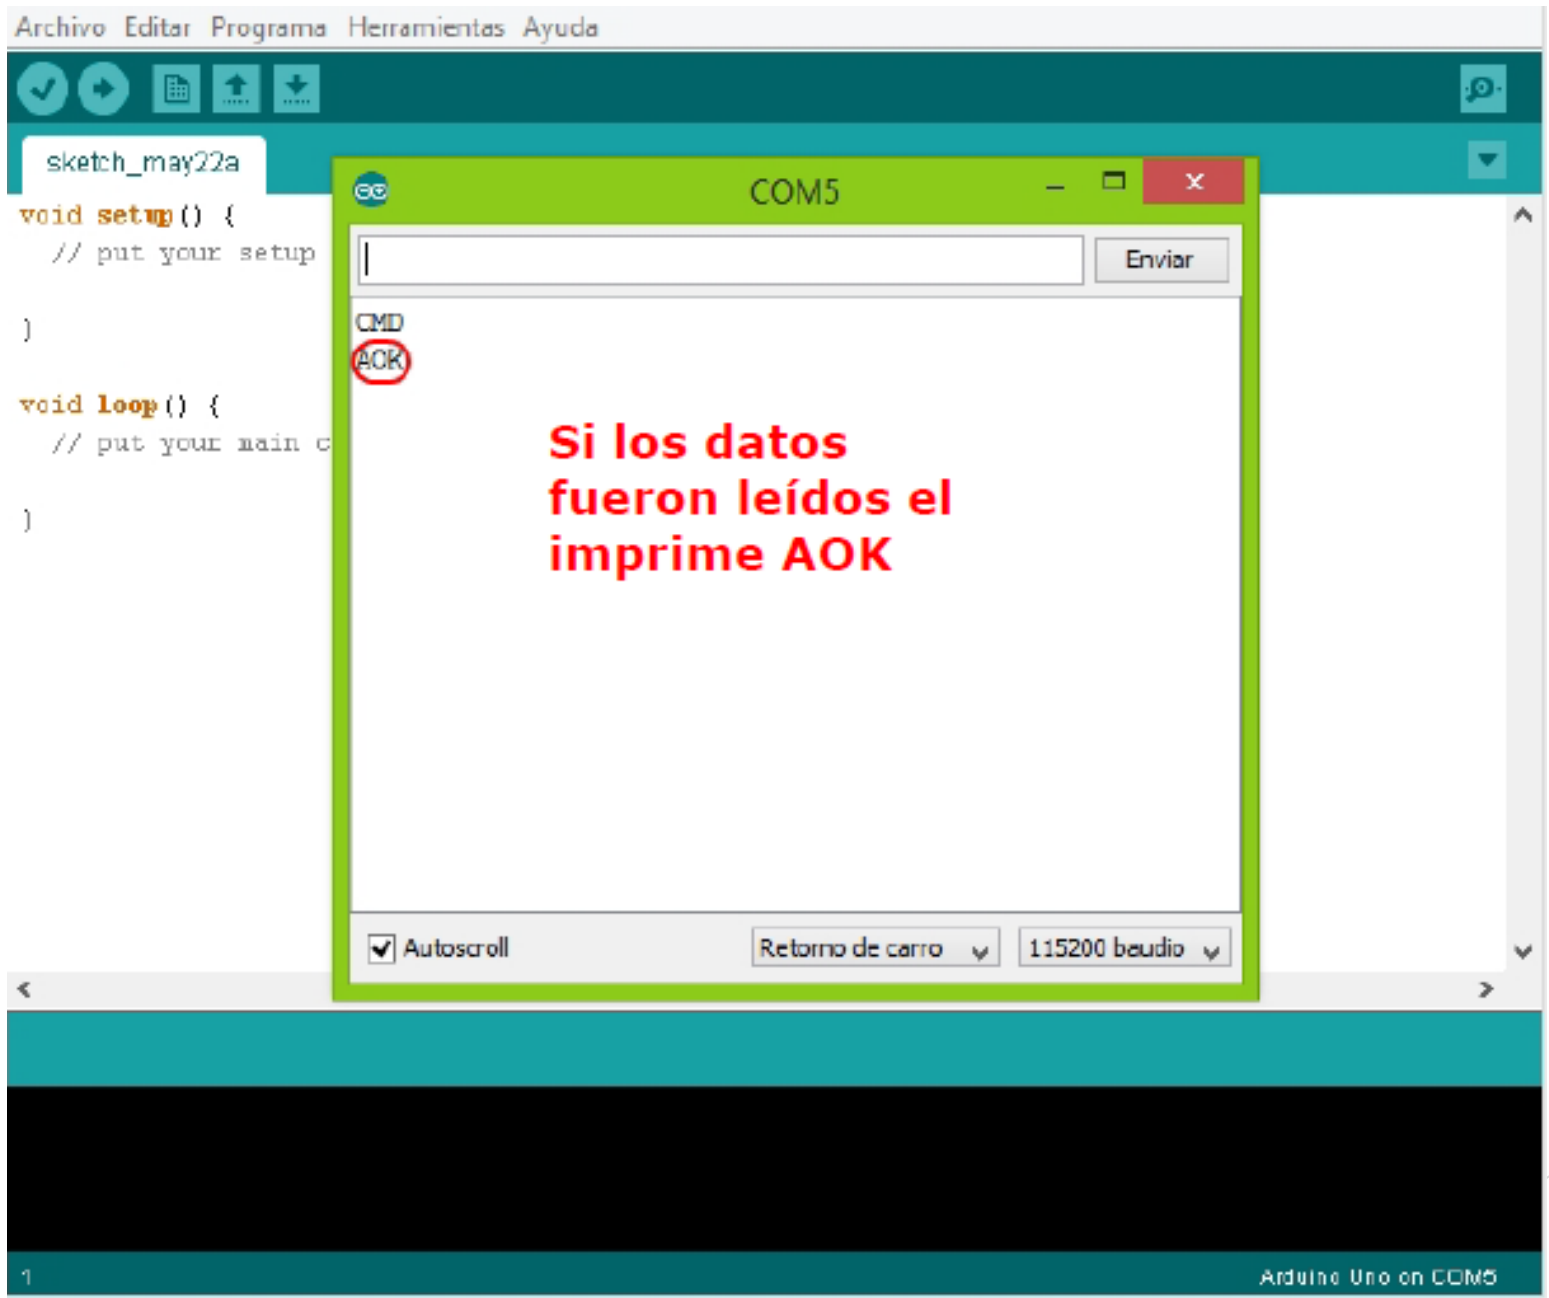 Archivo Editar Programa Herramientas Ayuda
sketch_may22a
void setup() {
// put your setup
}
void loop() {
// put your main c
}
COM5
Enviar
CMD
AOK
Si los datos
fueron leídos el
imprime AOK
Autoscroll
Retorno de carro
115200 baudio
1
Arduino Uno on COM5